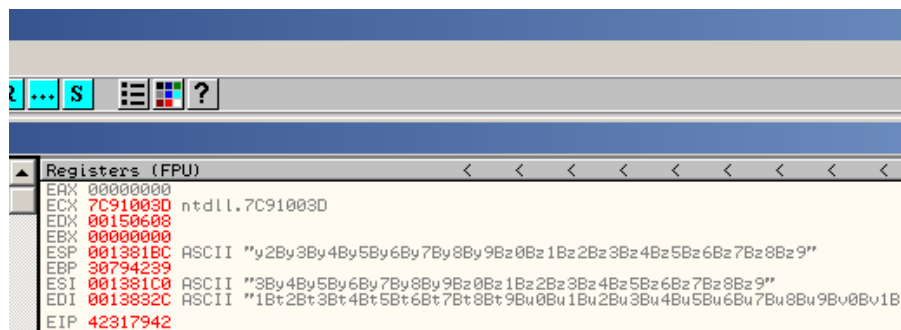 R ... S ?
Registers (FPU) < < < < < < < < <
EAX 00000000
ECX 7C91003D ntdll.7C91003D
EDX 00150608
EBX 00000000
ESP 001381BC ASCII "y2By3By4By5By6By7By8By9Bz0Bz1Bz2Bz3Bz4Bz5Bz6Bz7Bz8Bz9"
EBP 30794239
ESI 001381C0 ASCII "3By4By5By6By7By8By9Bz0Bz1Bz2Bz3Bz4Bz5Bz6Bz7Bz8Bz9"
EDI 0013832C ASCII "1Bt2Bt3Bt4Bt5Bt6Bt7Bt8Bt9Bu0Bu1Bu2Bu3Bu4Bu5Bu6Bu7Bu8Bu9Bv0Bv1B
EIP 42317942